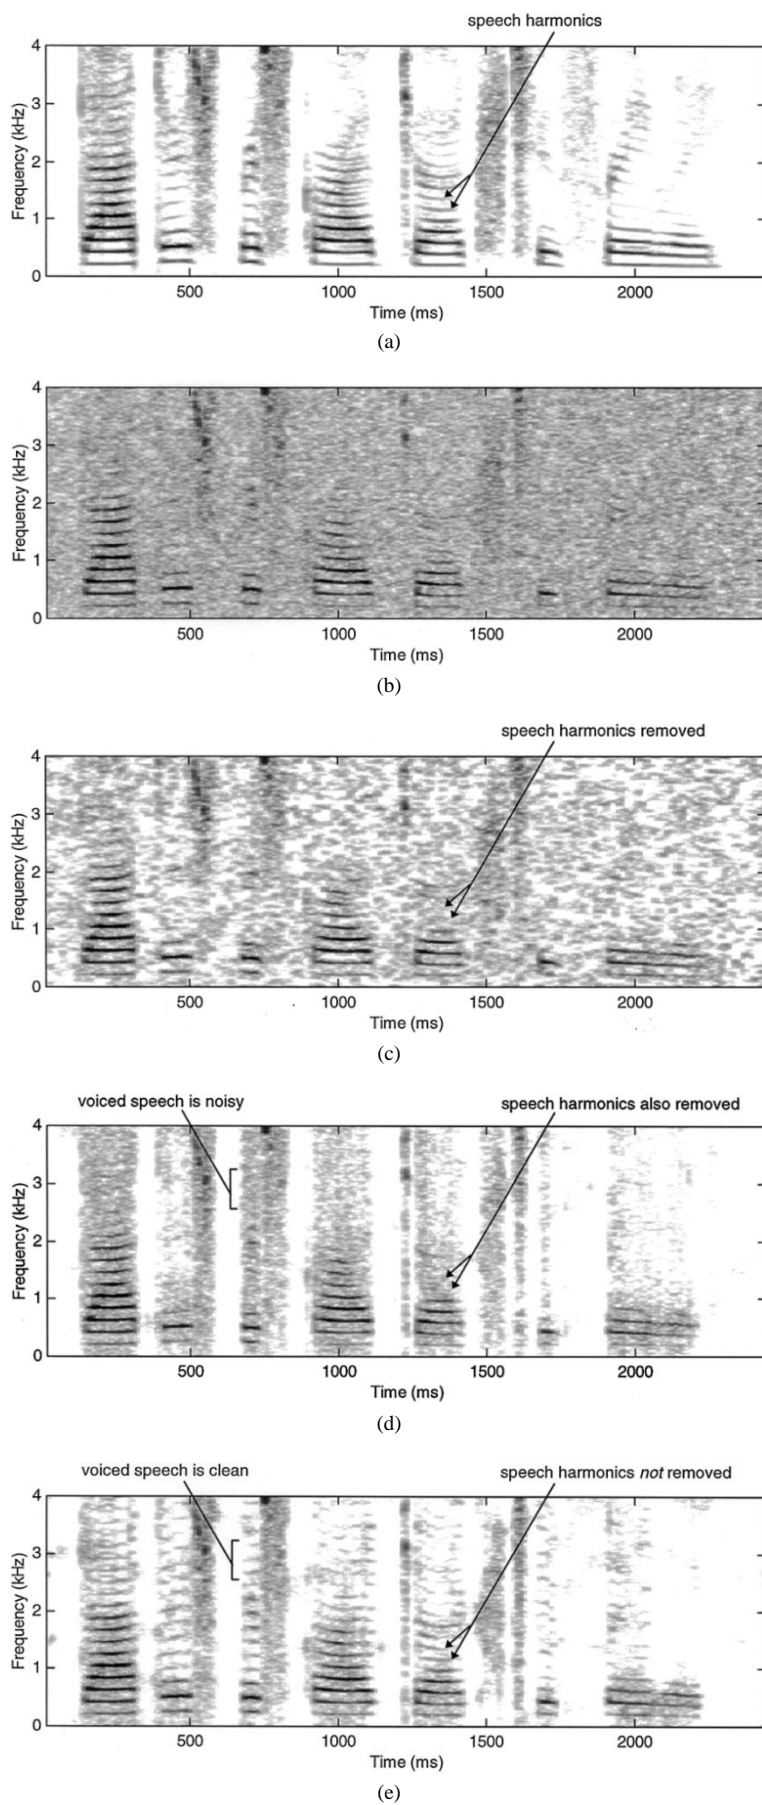 speech harmonics
4
3
2
1
0
Frequency (kHz)
500 1000 1500 2000
Time (ms)
(a)
4
3
2
1
0
Frequency (kHz)
500 1000 1500 2000
Time (ms)
(b)
speech harmonics removed
4
3
2
1
0
Frequency (kHz)
500 1000 1500 2000
Time (ms)
(c)
voiced speech is noisy speech harmonics also removed
4
3
2
1
0
Frequency (kHz)
500 1000 1500 2000
Time (ms)
(d)
voiced speech is clean speech harmonics not removed
4
3
2
1
0
Frequency (kHz)
500 1000 1500 2000
Time (ms)
(e)